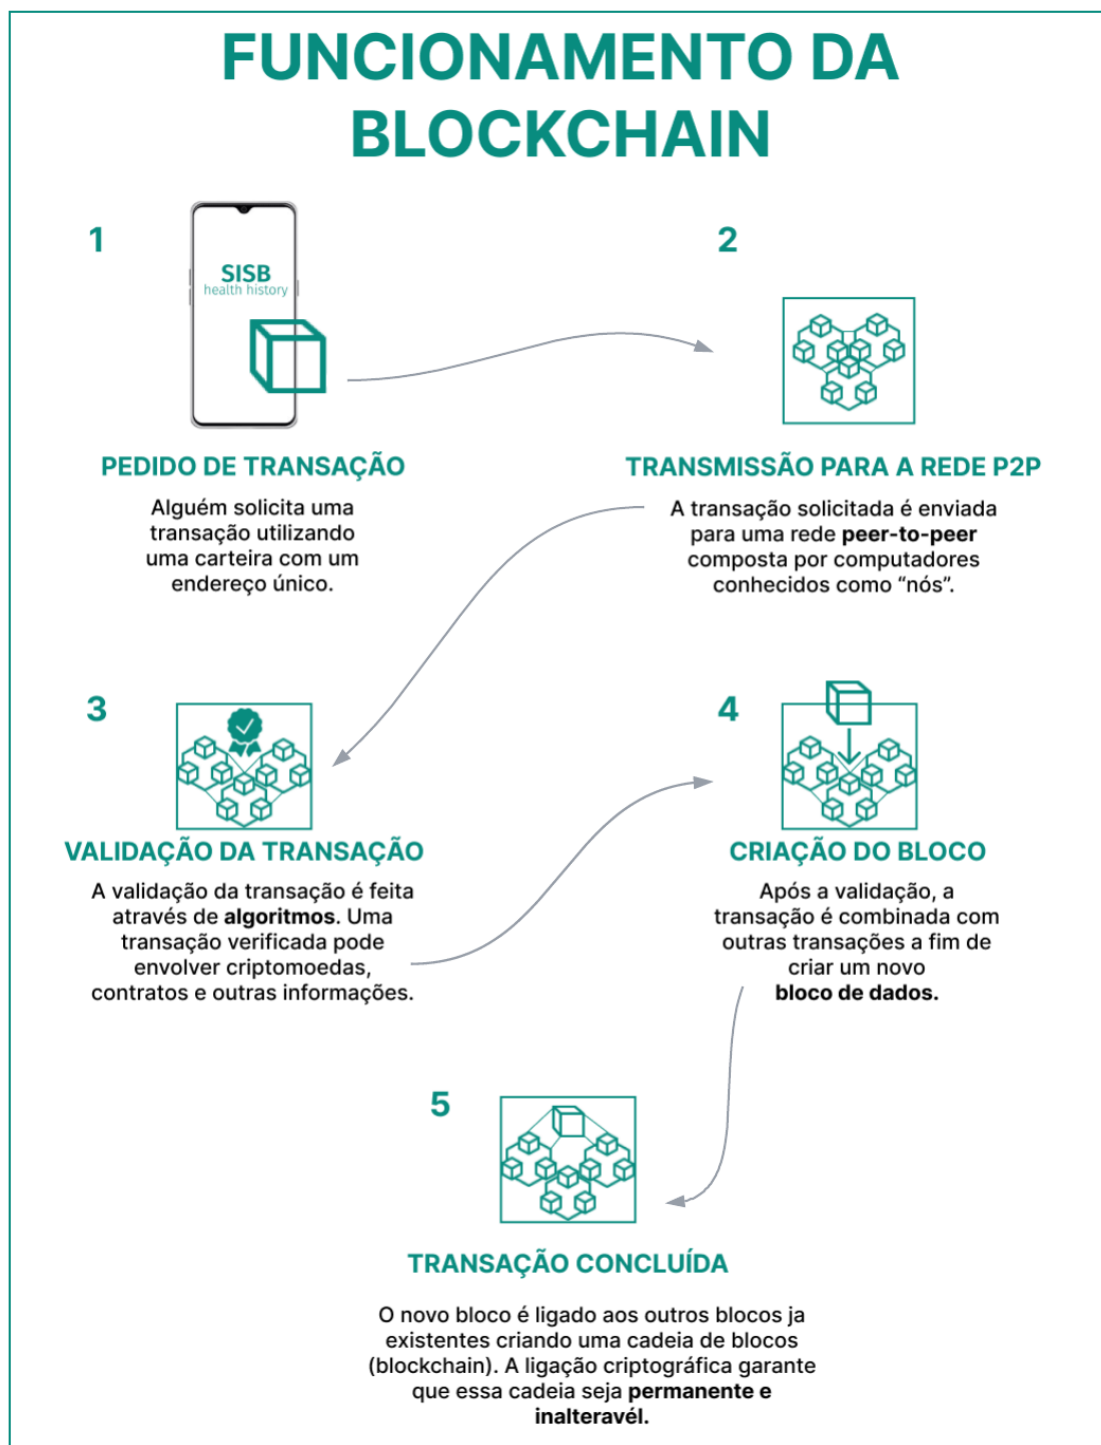 FUNCIONAMENTO DA
BLOCKCHAIN
1
SISB
health history
PEDIDO DE TRANSAÇÃO
Alguém solicita uma
transação utilizando
uma carteira com um
endereço único.
2
TRANSMISSÃO PARA A REDE P2P
A transação solicitada é enviada
para uma rede peer-to-peer
composta por computadores
conhecidos como “nós”.
3
VALIDAÇÃO DA TRANSAÇÃO
A validação da transação é feita
através de algoritmos. Uma
transação verificada pode
envolver criptomoedas,
contratos e outras informações.
4
CRIAÇÃO DO BLOCO
Após a validação, a
transação é combinada com
outras transações a fim de
criar um novo
bloco de dados.
5
TRANSAÇÃO CONCLUÍDA
O novo bloco é ligado aos outros blocos ja
existentes criando uma cadeia de blocos
(blockchain). A ligação criptográfica garante
que essa cadeia seja permanente e
inalteravél.